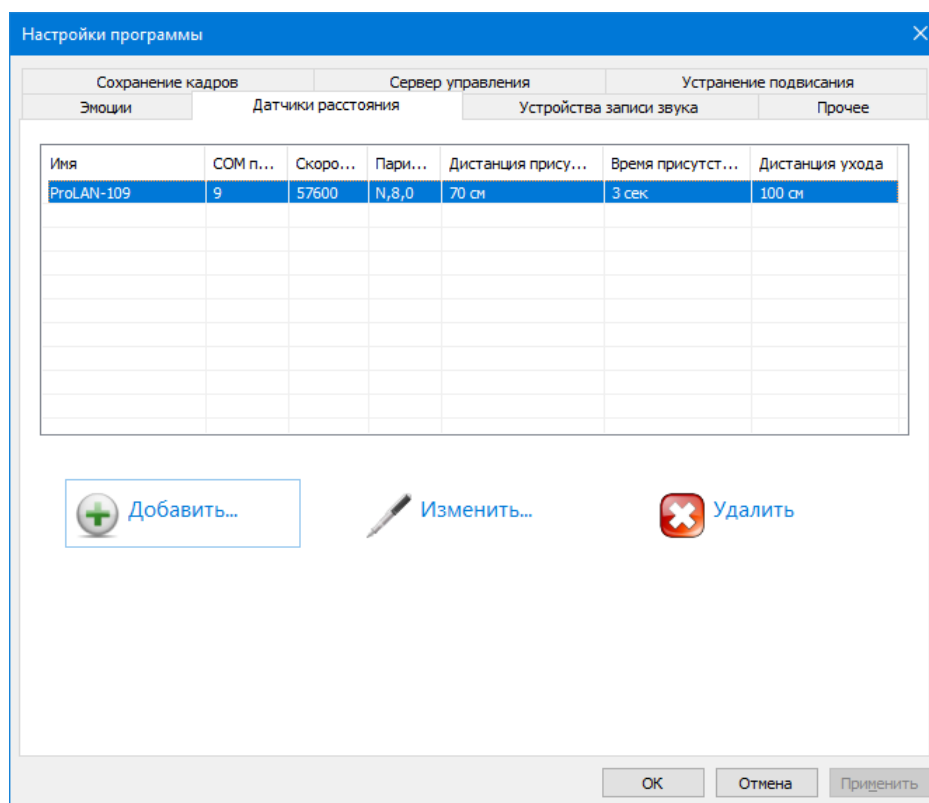 Настройки программы
Сохранение кадров Сервер управления Устранение подвисания
Эмоции Датчики расстояния Устройства записи звука Прочее
Имя COM п... Скоро... Пари... Дистанция прису... Время присутст... Дистанция ухода
ProLAN-109 9 57600 N,8,0 70 см 3 сек 100 см
Добавить... Изменить... Удалить
OK Отмена Применить